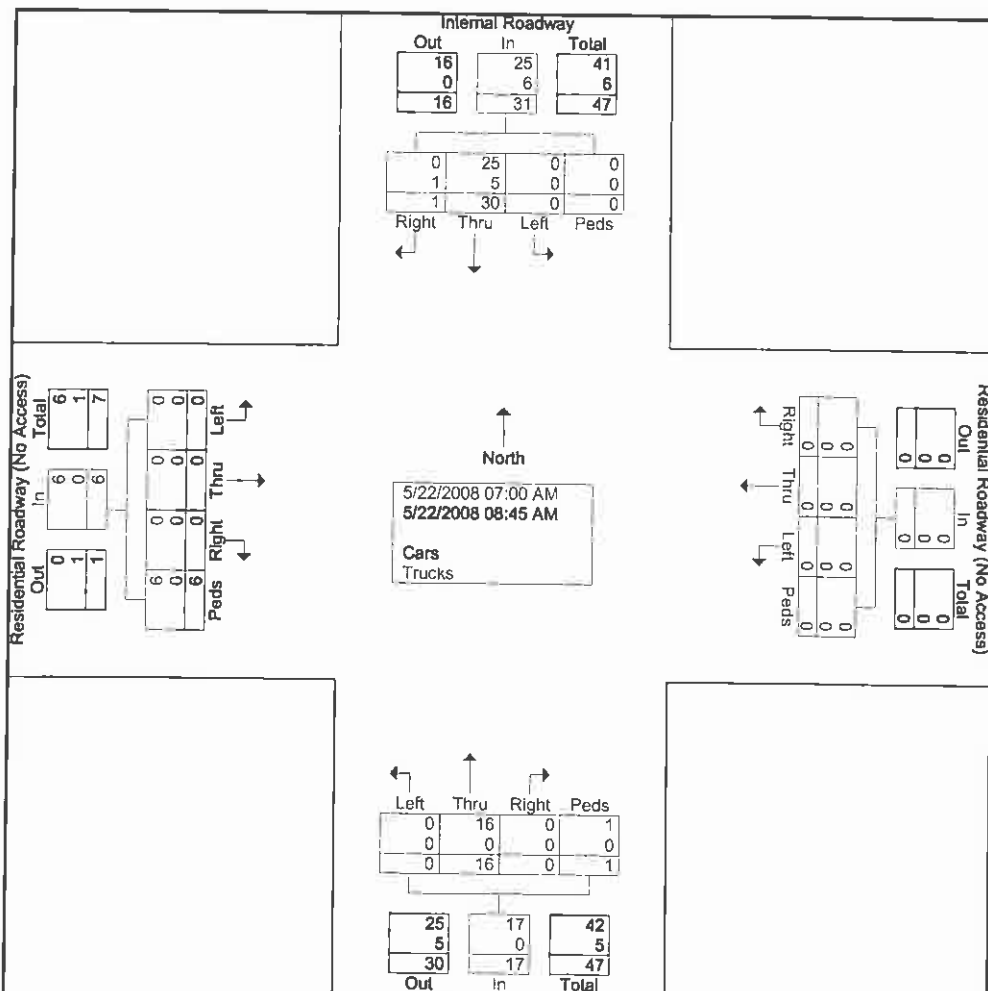 Internal Roadway
Out In Total
16 25 41
0 6 6
16 31 47
0 25 0 0
1 5 0 0
1 30 0 0
Right Thru Left Peds
Residential Roadway (No Access)
Total In Out
6 6 0
1 0 1
7 6 1
0 0 0 6
0 0 0 0
0 0 0 6
Left Thru Right Peds
North
5/22/2008 07:00 AM
5/22/2008 08:45 AM
Cars
Trucks
Right Thru Left Peds
0 0 0 0
0 0 0 0
0 0 0 0
Out In Total
0 0 0
0 0 0
0 0 0
Residential Roadway (No Access)
Left Thru Right Peds
0 16 0 1
0 0 0 0
0 16 0 1
25 17 42
5 0 5
30 17 47
Out In Total